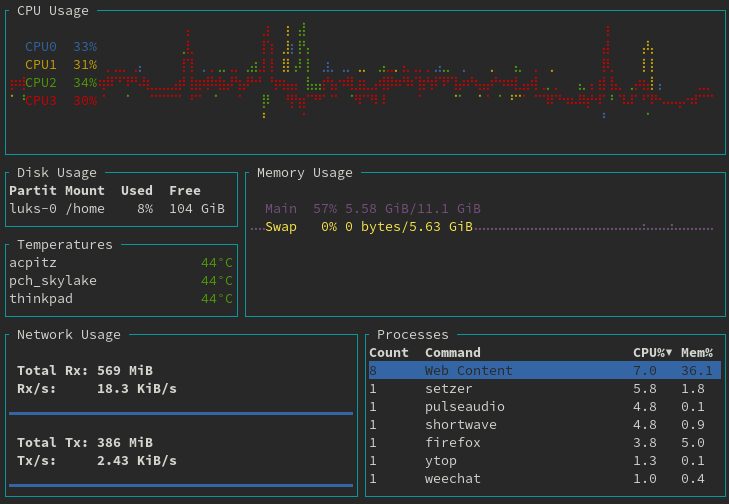 CPU Usage
CPU0 33%
CPU1 31%
CPU2 34%
CPU3 30%
Disk Usage
Partit Mount Used Free
luks-0 /home 8% 104 GiB
Memory Usage
Main 57% 5.58 GiB/11.1 GiB
Swap 0% 0 bytes/5.63 GiB
Temperatures
acpitz 44°C
pch_skylake 44°C
thinkpad 44°C
Network Usage
Total Rx: 569 MiB
Rx/s: 18.3 KiB/s
Total Tx: 386 MiB
Tx/s: 2.43 KiB/s
Processes
Count Command CPU%▼ Mem%
8 Web Content 7.0 36.1
1 setzer 5.8 1.8
1 pulseaudio 4.8 0.1
1 shortwave 4.8 0.9
1 firefox 3.8 5.0
1 ytop 1.3 0.1
1 weechat 1.0 0.4